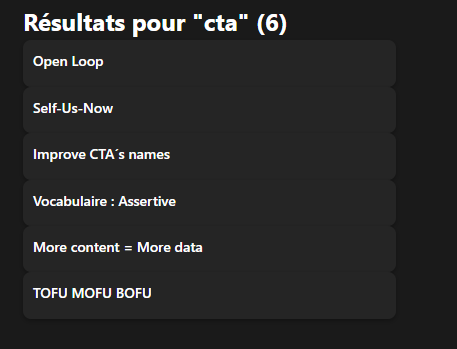 Résultats pour "cta" (6)
Open Loop
Self-Us-Now
Improve CTA´s names
Vocabulaire : Assertive
More content = More data
TOFU MOFU BOFU